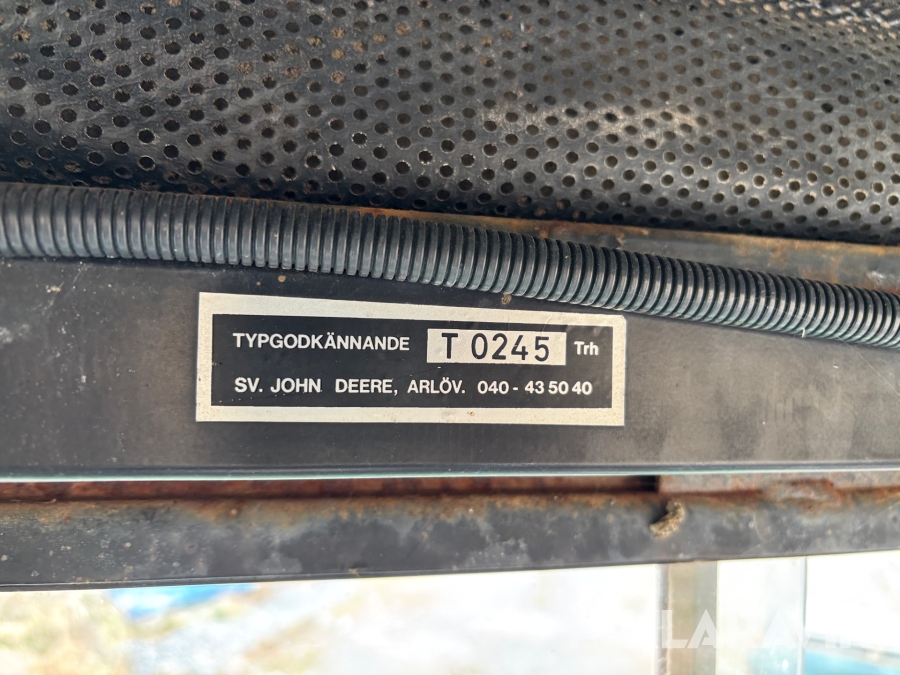 TYPGODKÄNNANDE T 0245 Trh
SV. JOHN DEERE, ARLÖV. 040 - 43 50 40